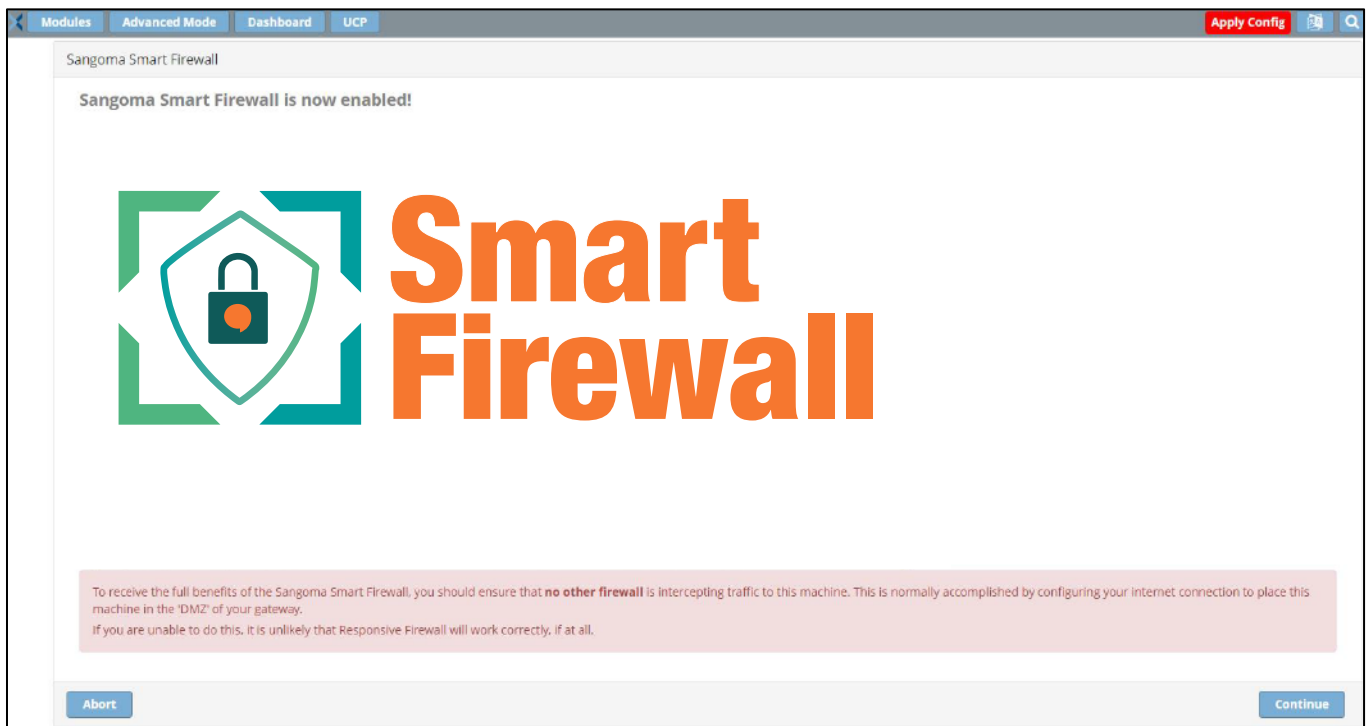 Modules Advanced Mode Dashboard UCP Apply Config
Sangoma Smart Firewall
Sangoma Smart Firewall is now enabled!
Smart
Firewall
To receive the full benefits of the Sangoma Smart Firewall, you should ensure that no other firewall is intercepting traffic to this machine. This is normally accomplished by configuring your internet connection to place this
machine in the 'DMZ' of your gateway.
If you are unable to do this, it is unlikely that Responsive Firewall will work correctly, if at all.
Abort Continue